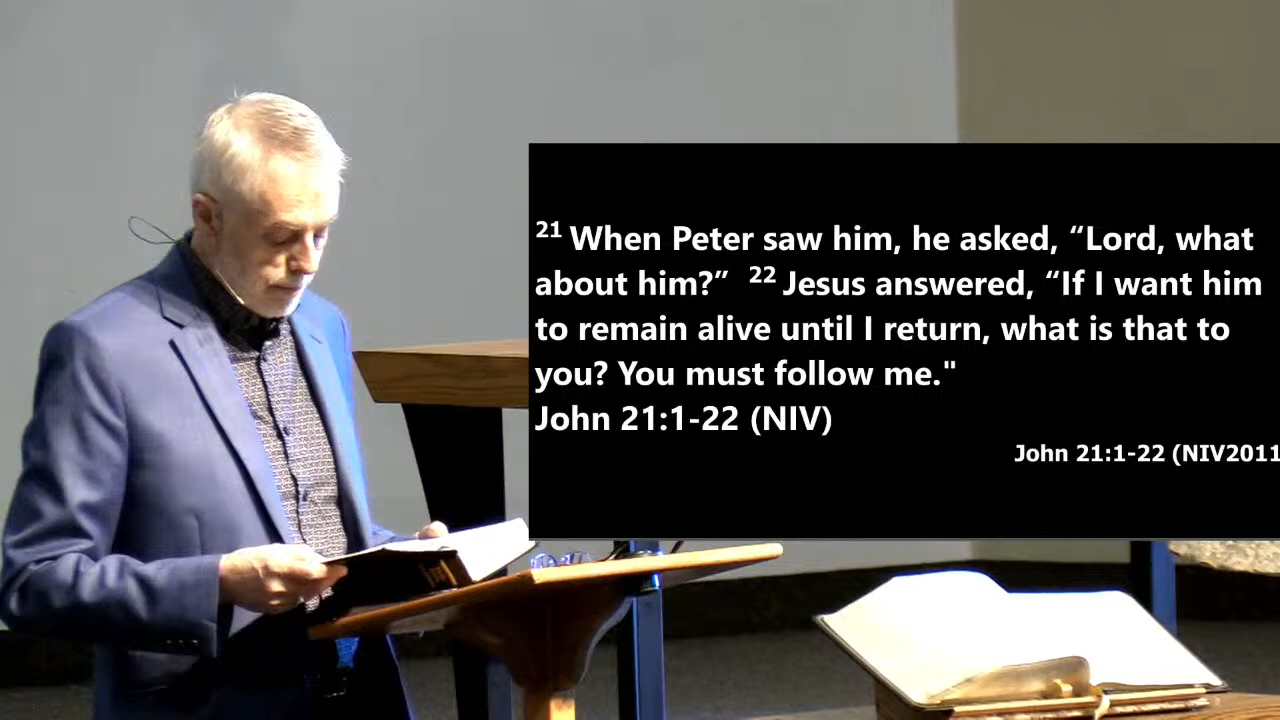 21 When Peter saw him, he asked, “Lord, what
about him?” 22 Jesus answered, “If I want him
to remain alive until I return, what is that to
you? You must follow me."
John 21:1-22 (NIV)
John 21:1-22 (NIV2011